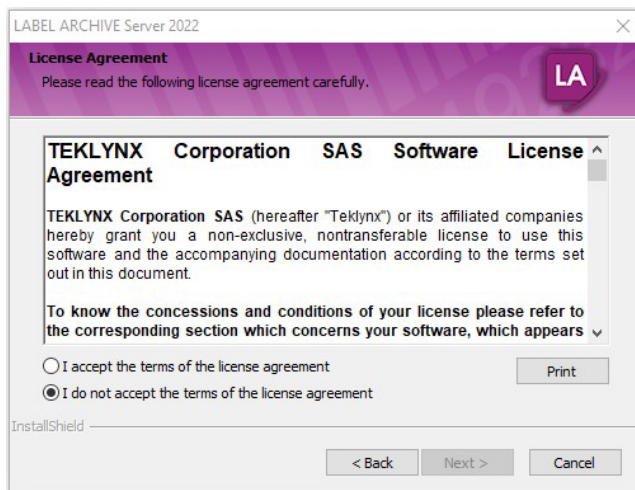 LABEL ARCHIVE Server 2022
License Agreement
Please read the following license agreement carefully.
LA
TEKLYNX Corporation SAS Software License
Agreement
TEKLYNX Corporation SAS (hereafter "Teklynx") or its affiliated companies
hereby grant you a non-exclusive, nontransferable license to use this
software and the accompanying documentation according to the terms set
out in this document.
To know the concessions and conditions of your license please refer to
the corresponding section which concerns your software, which appears
I accept the terms of the license agreement
Print
I do not accept the terms of the license agreement
InstallShield
< Back
Next >
Cancel